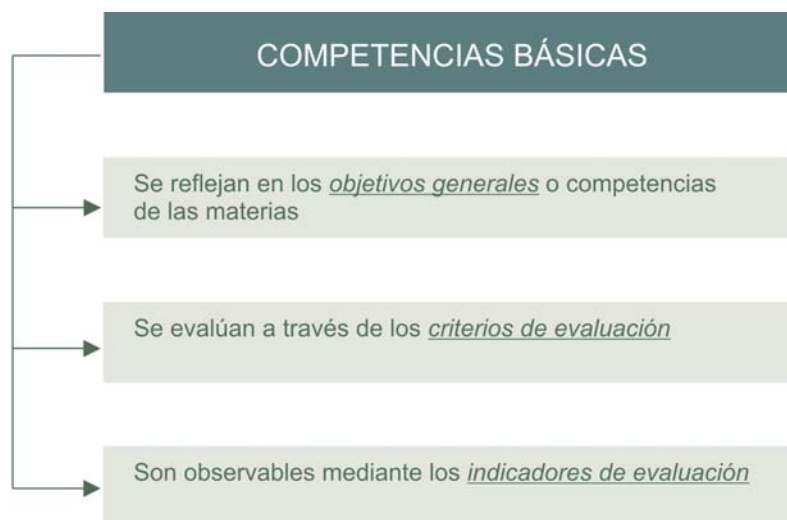 COMPETENCIAS BÁSICAS
Se reflejan en los objetivos generales o competencias
de las materias
Se evalúan a través de los criterios de evaluación
Son observables mediante los indicadores de evaluación